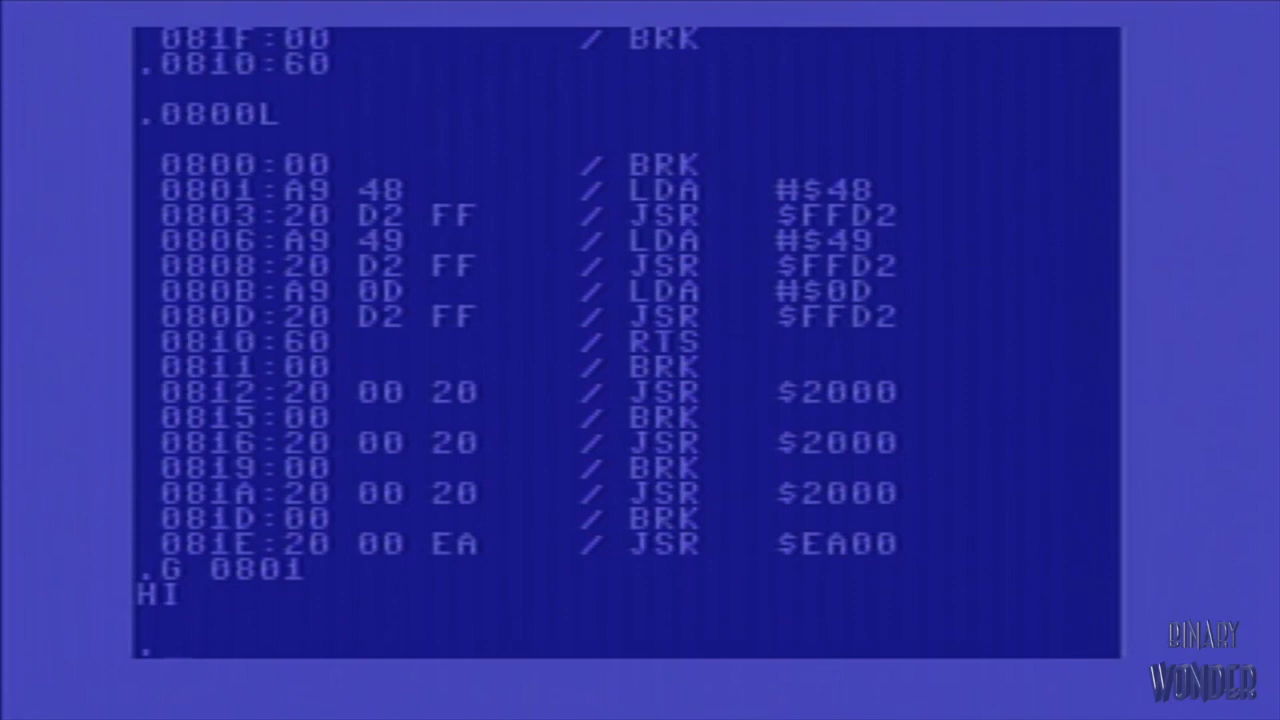 081F:00 / BRK
.0810:60
.0800L
0800:00 / BRK
0801:A9 48 / LDA #$48
0803:20 D2 FF / JSR $FFD2
0806:A9 49 / LDA #$49
0808:20 D2 FF / JSR $FFD2
080B:A9 0D / LDA #$0D
080D:20 D2 FF / JSR $FFD2
0810:60 / RTS
0811:00 / BRK
0812:20 00 20 / JSR $2000
0815:00 / BRK
0816:20 00 20 / JSR $2000
0819:00 / BRK
081A:20 00 20 / JSR $2000
081D:00 / BRK
081E:20 00 EA / JSR $EA00
.G 0801
HI
._
BINARY
WONDER